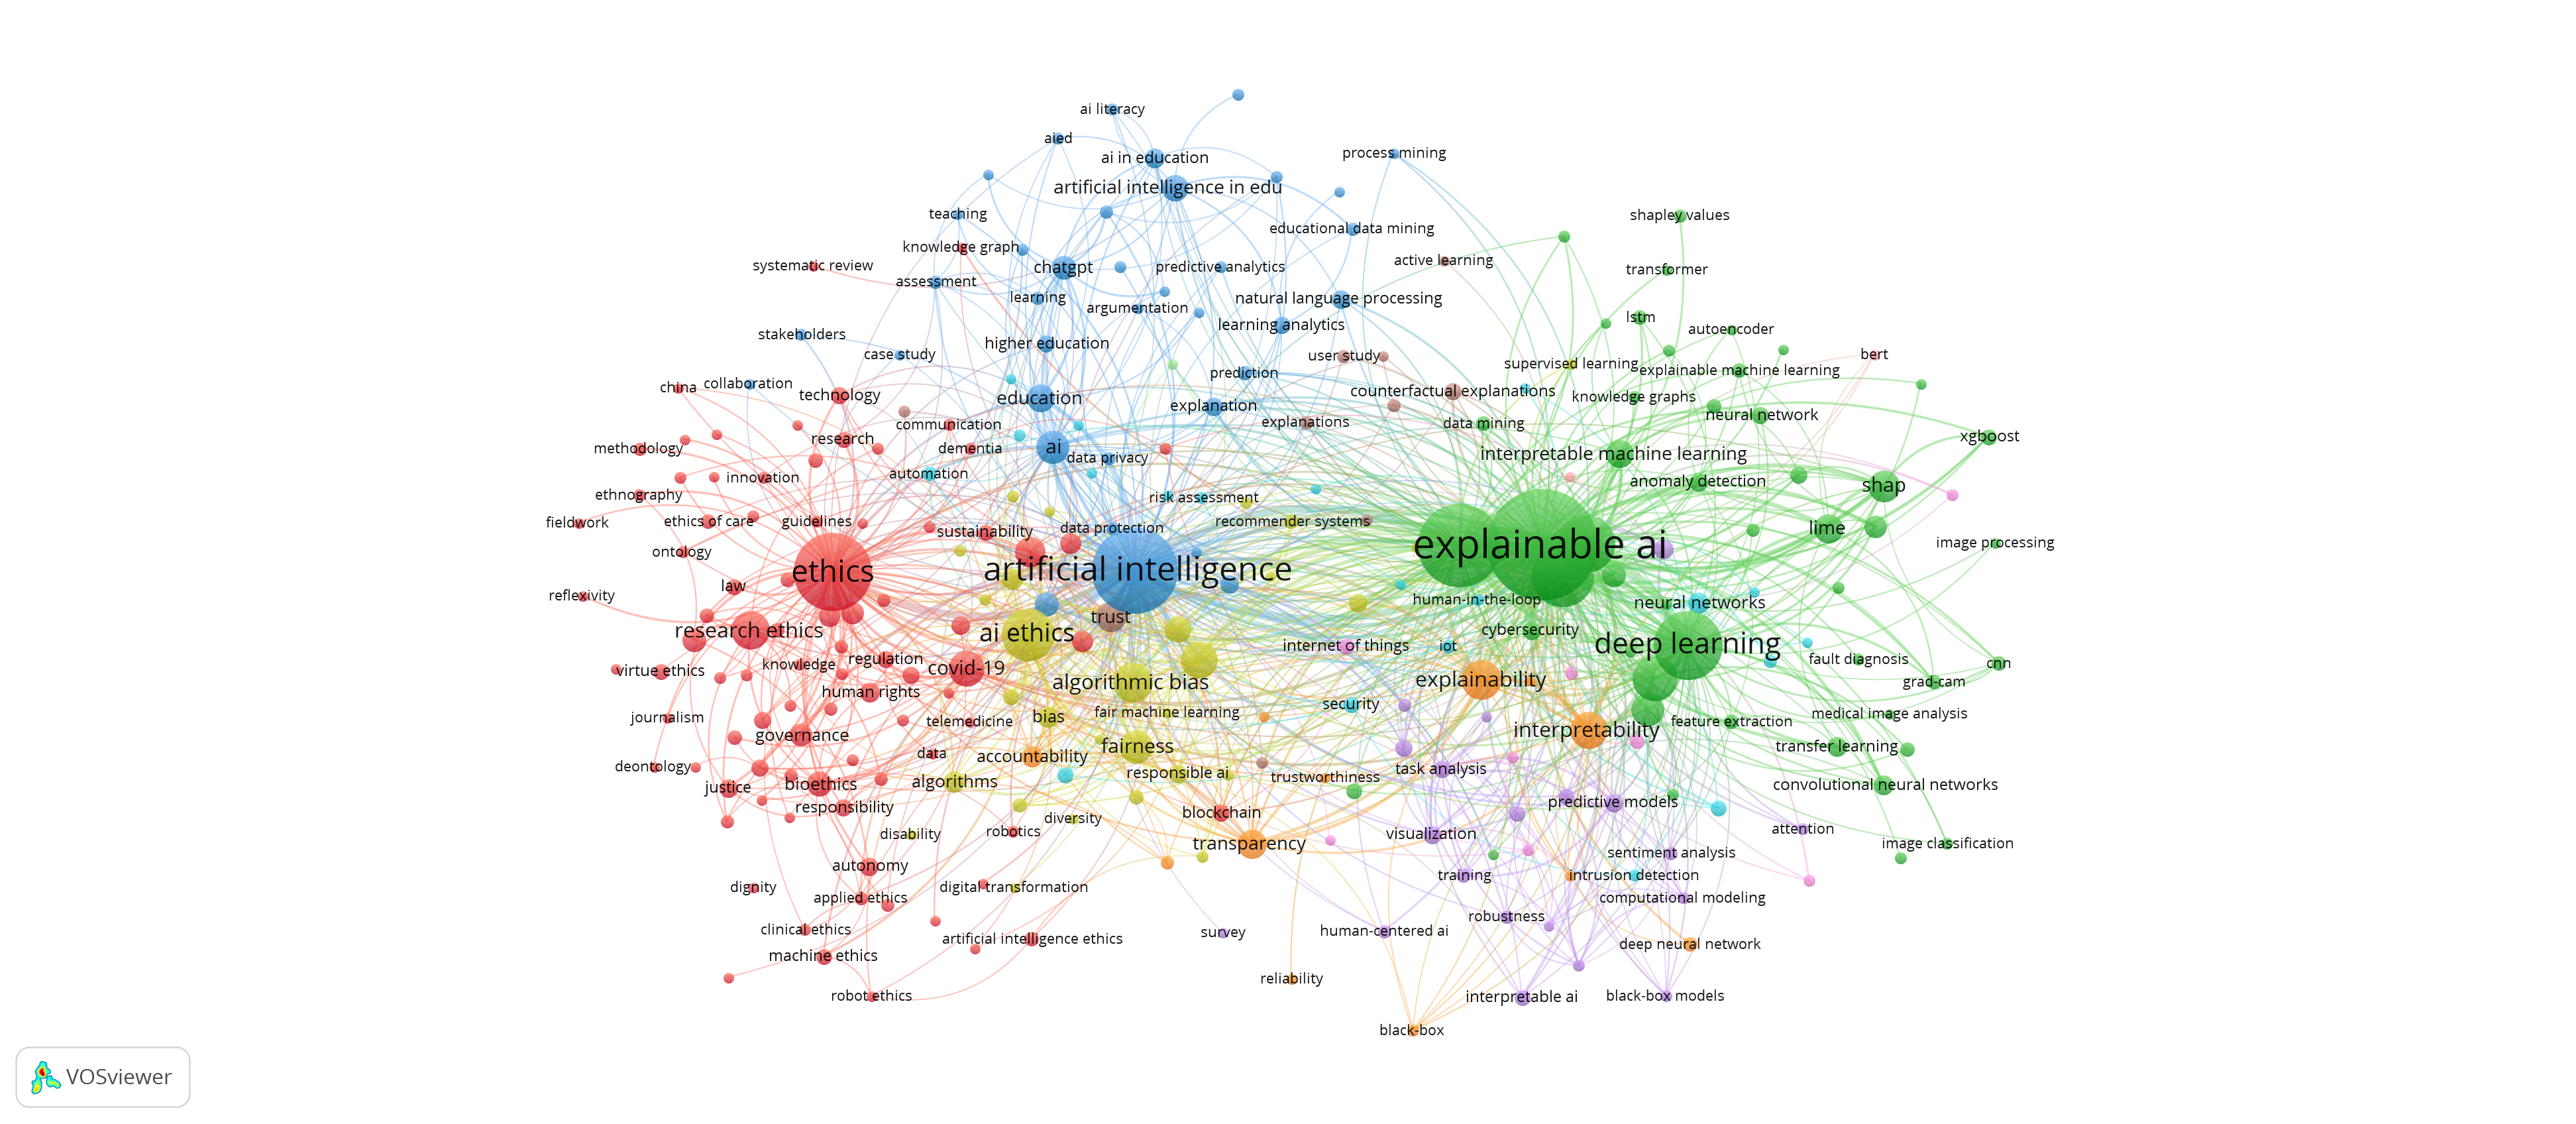 ai literacy
aied
ai in education
process mining
artificial intelligence in edu
teaching
shapley values
educational data mining
knowledge graph
systematic review
chatgpt
predictive analytics
active learning
transformer
assessment
learning
natural language processing
argumentation
lstm
learning analytics
autoencoder
stakeholders
higher education
case study
user study
bert
supervised learning
explainable machine learning
prediction
china
collaboration
technology
counterfactual explanations
education
knowledge graphs
explanation
neural network
communication
explanations
data mining
research
xgboost
methodology
dementia
ai
data privacy
interpretable machine learning
automation
innovation
anomaly detection
shap
ethnography
risk assessment
fieldwork
ethics of care
guidelines
recommender systems
sustainability
data protection
lime
explainable ai
image processing
ontology
ethics
artificial intelligence
law
reflexivity
human-in-the-loop
neural networks
trust
research ethics
ai ethics
cybersecurity
internet of things
iot
deep learning
regulation
fault diagnosis
knowledge
covid-19
cnn
virtue ethics
explainability
algorithmic bias
grad-cam
human rights
security
journalism
telemedicine
bias
fair machine learning
medical image analysis
feature extraction
interpretability
governance
fairness
transfer learning
data
accountability
deontology
task analysis
responsible ai
trustworthiness
algorithms
bioethics
convolutional neural networks
justice
predictive models
responsibility
blockchain
diversity
attention
disability
robotics
visualization
transparency
image classification
sentiment analysis
autonomy
training
intrusion detection
dignity
digital transformation
applied ethics
computational modeling
robustness
clinical ethics
survey
human-centered ai
artificial intelligence ethics
deep neural network
machine ethics
reliability
robot ethics
interpretable ai
black-box models
black-box
VOSviewer